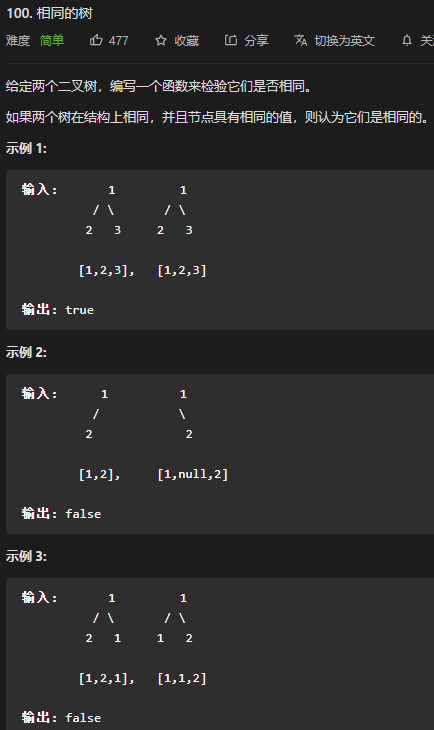 100. 相同的树
难度 简单 477 收藏 分享 切换为英文
给定两个二叉树，编写一个函数来检验它们是否相同。
如果两个树在结构上相同，并且节点具有相同的值，则认为它们是相同的。
示例 1:
输入: 1 1
/ \ / \
2 3 2 3
[1,2,3], [1,2,3]
输出: true
示例 2:
输入: 1 1
/ \
2 2
[1,2], [1,null,2]
输出: false
示例 3:
输入: 1 1
/ \ / \
2 1 1 2
[1,2,1], [1,1,2]
输出: false